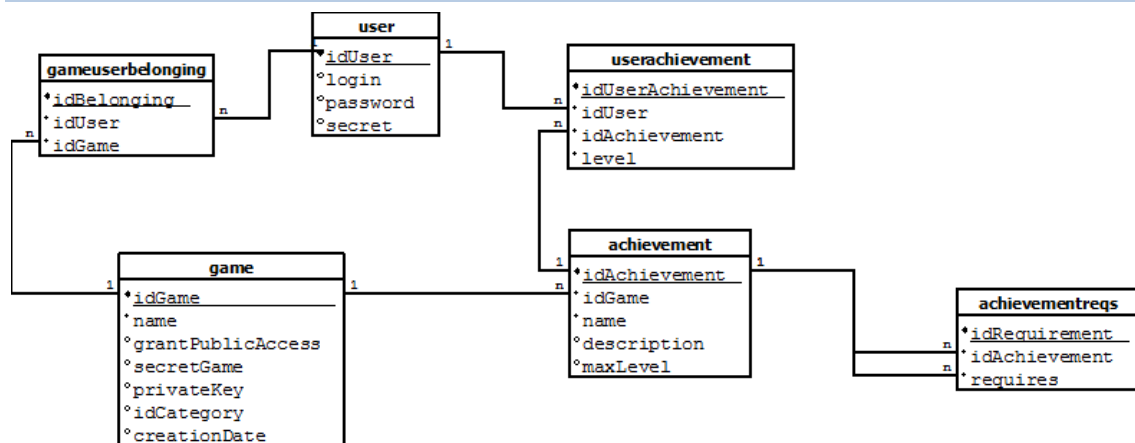 user
idUser
login
password
secret
gameuserbelonging
idBelonging
idUser
idGame
userachievement
idUserAchievement
idUser
idAchievement
level
game
idGame
name
grantPublicAccess
secretGame
privateKey
idCategory
creationDate
achievement
idAchievement
idGame
name
description
maxLevel
achievementreqs
idRequirement
idAchievement
requires
1
n
n
1
1
n
n
1
1
n
1
n
n